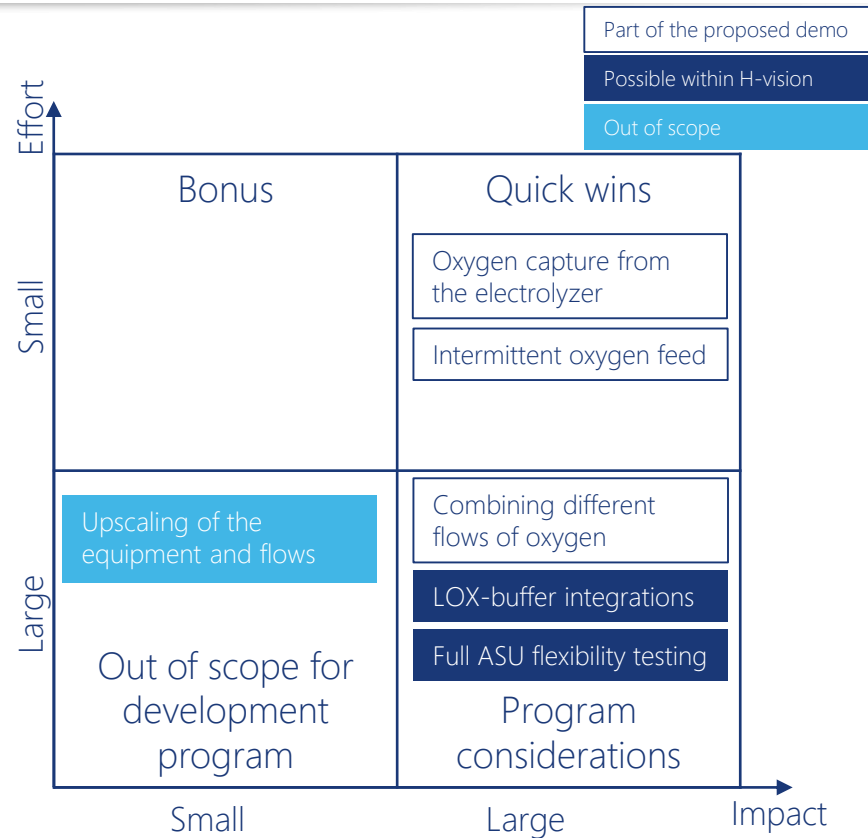 Part of the proposed demo
Possible within H-vision
Out of scope
Effort
Small
Large
Bonus
Quick wins
Oxygen capture from
the electrolyzer
Intermittent oxygen feed
Upscaling of the
equipment and flows
Out of scope for
development
program
Combining different
flows of oxygen
LOX-buffer integrations
Full ASU flexibility testing
Program
considerations
Small
Large
Impact